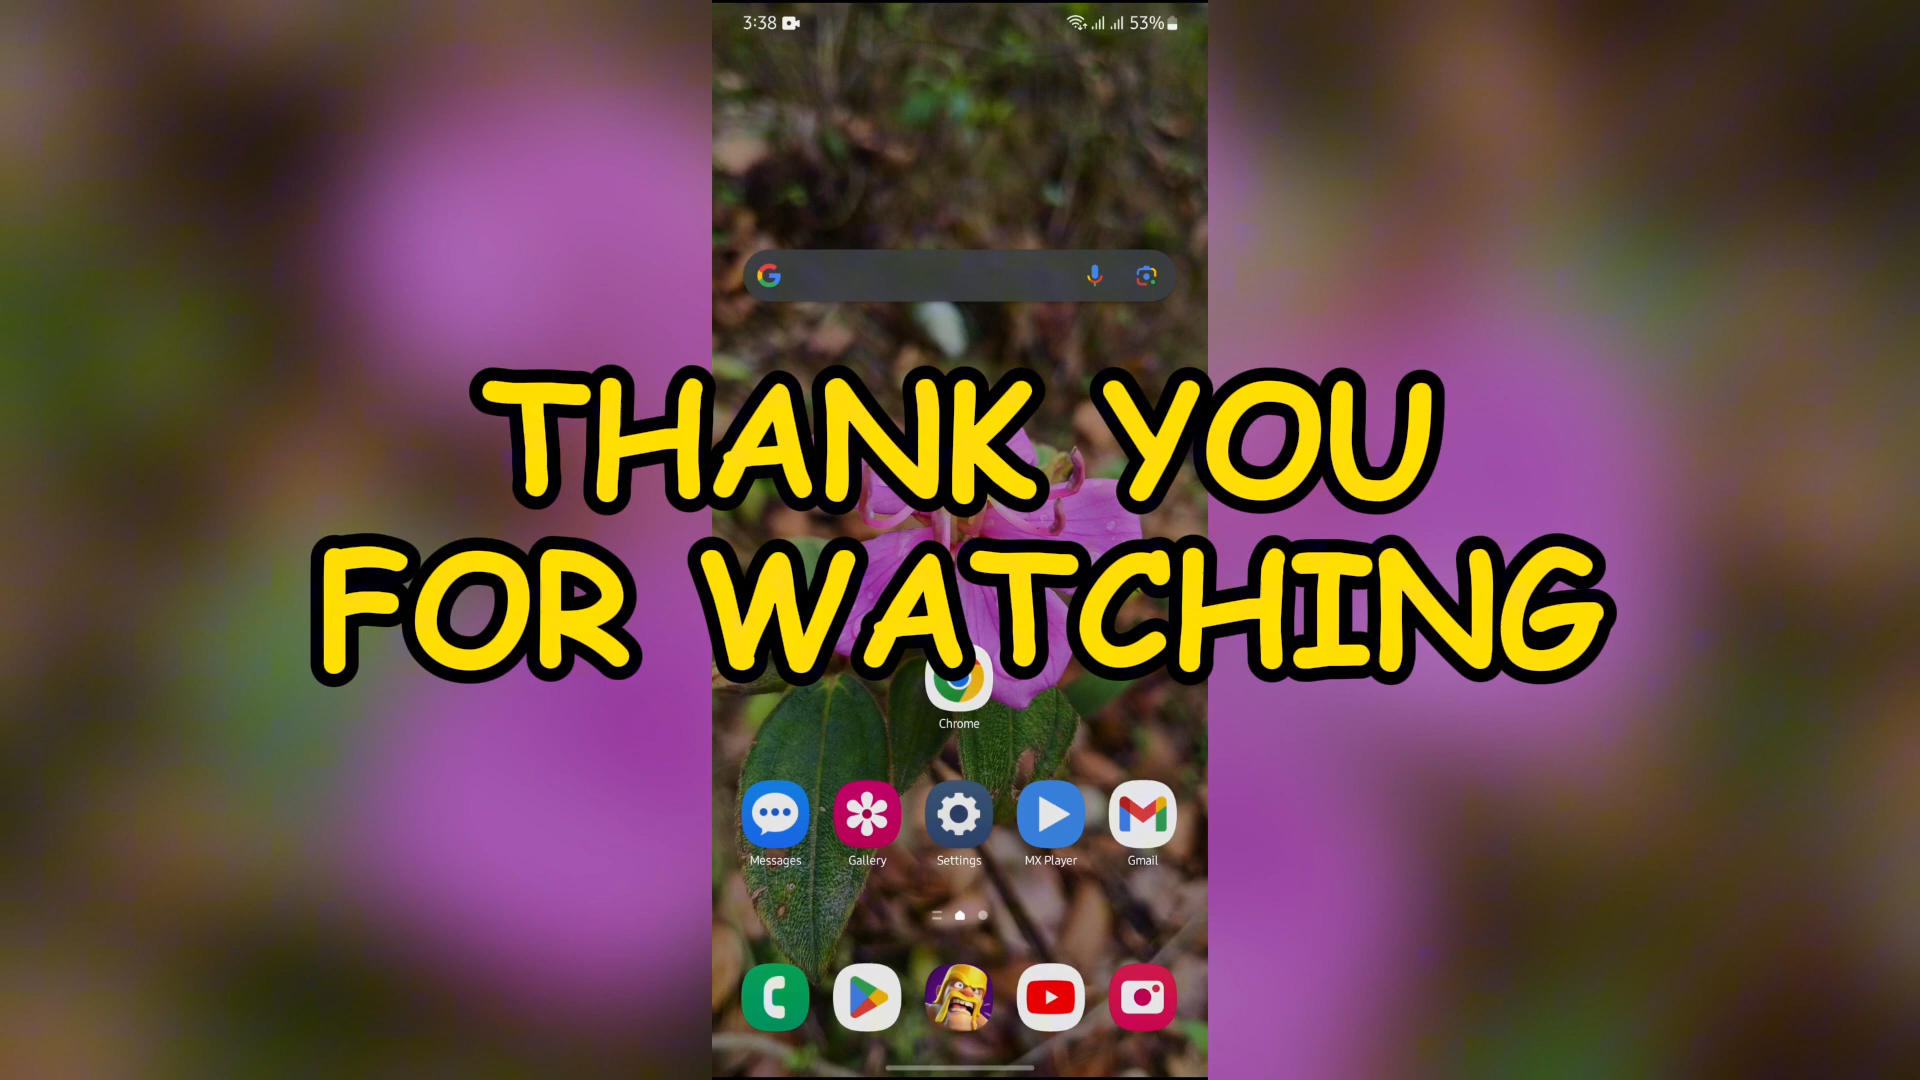 3:38 53%
THANK YOU
FOR WATCHING
Chrome
Messages Gallery Settings MX Player Gmail